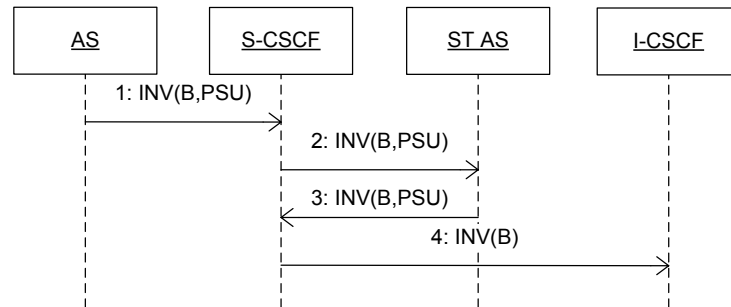 AS
S-CSCF
ST AS
I-CSCF
1: INV(B,PSU)
2: INV(B,PSU)
3: INV(B,PSU)
4: INV(B)